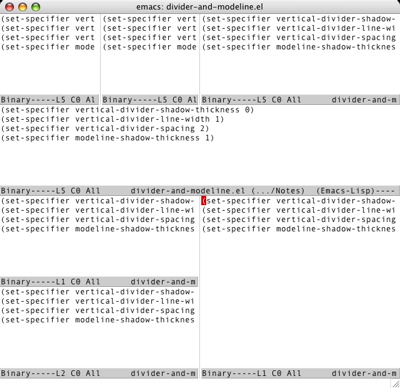 emacs: divider-and-modeline.el
(set-specifier vert
(set-specifier vert
(set-specifier vert
(set-specifier mode
Binary-----L5 C0 Al
(set-specifier vert
(set-specifier vert
(set-specifier vert
(set-specifier mode
Binary-----L5 C0 Al
(set-specifier vertical-divider-shadow-
(set-specifier vertical-divider-line-wi
(set-specifier vertical-divider-spacing
(set-specifier modeline-shadow-thicknes
Binary-----L5 C0 All divider-and-m
(set-specifier vertical-divider-shadow-thickness 0)
(set-specifier vertical-divider-line-width 1)
(set-specifier vertical-divider-spacing 2)
(set-specifier modeline-shadow-thickness 1)
Binary-----L5 C0 All divider-and-modeline.el (.../Notes) (Emacs-Lisp)----
(set-specifier vertical-divider-shadow-
(set-specifier vertical-divider-line-wi
(set-specifier vertical-divider-spacing
(set-specifier modeline-shadow-thicknes
Binary-----L1 C0 All divider-and-m
(set-specifier vertical-divider-shadow-
(set-specifier vertical-divider-line-wi
(set-specifier vertical-divider-spacing
(set-specifier modeline-shadow-thicknes
Binary-----L2 C0 All divider-and-m
(set-specifier vertical-divider-shadow-
(set-specifier vertical-divider-line-wi
(set-specifier vertical-divider-spacing
(set-specifier modeline-shadow-thicknes
Binary-----L1 C0 All divider-and-m